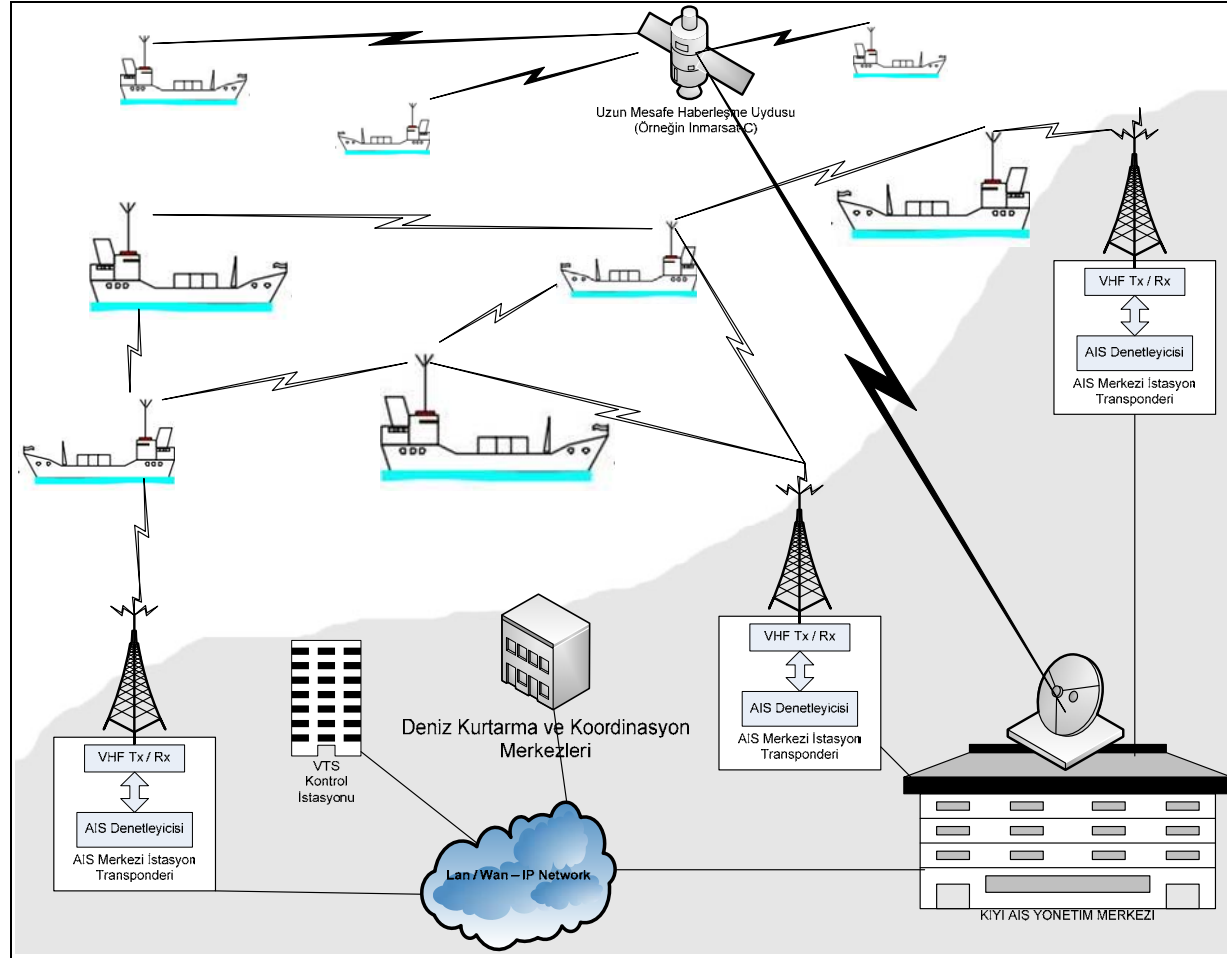 Uzun Mesafe Haberleşme Uydusu
(Örneğin Inmarsat-C)
VHF Tx / Rx
AIS Denetleyicisi
AIS Merkezi İstasyon
Transponderi
VHF Tx / Rx
AIS Denetleyicisi
AIS Merkezi İstasyon
Transponderi
Deniz Kurtarma ve Koordinasyon
Merkezleri
VTS
Kontrol
İstasyonu
VHF Tx / Rx
AIS Denetleyicisi
AIS Merkezi İstasyon
Transponderi
Lan / Wan – IP Network
KIYI AIS YÖNETİM MERKEZİ